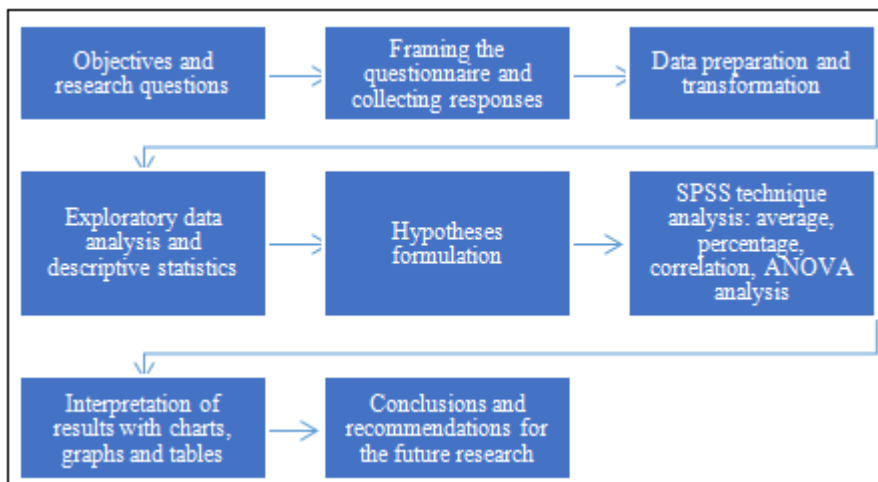 Objectives and
research questions
Framing the
questionnaire and
collecting responses
Data preparation and
transformation
Exploratory data
analysis and
descriptive statistics
Hypotheses
formulation
SPSS technique
analysis: average,
percentage,
correlation, ANOVA
analysis
Interpretation of
results with charts,
graphs and tables
Conclusions and
recommendations for
the future research